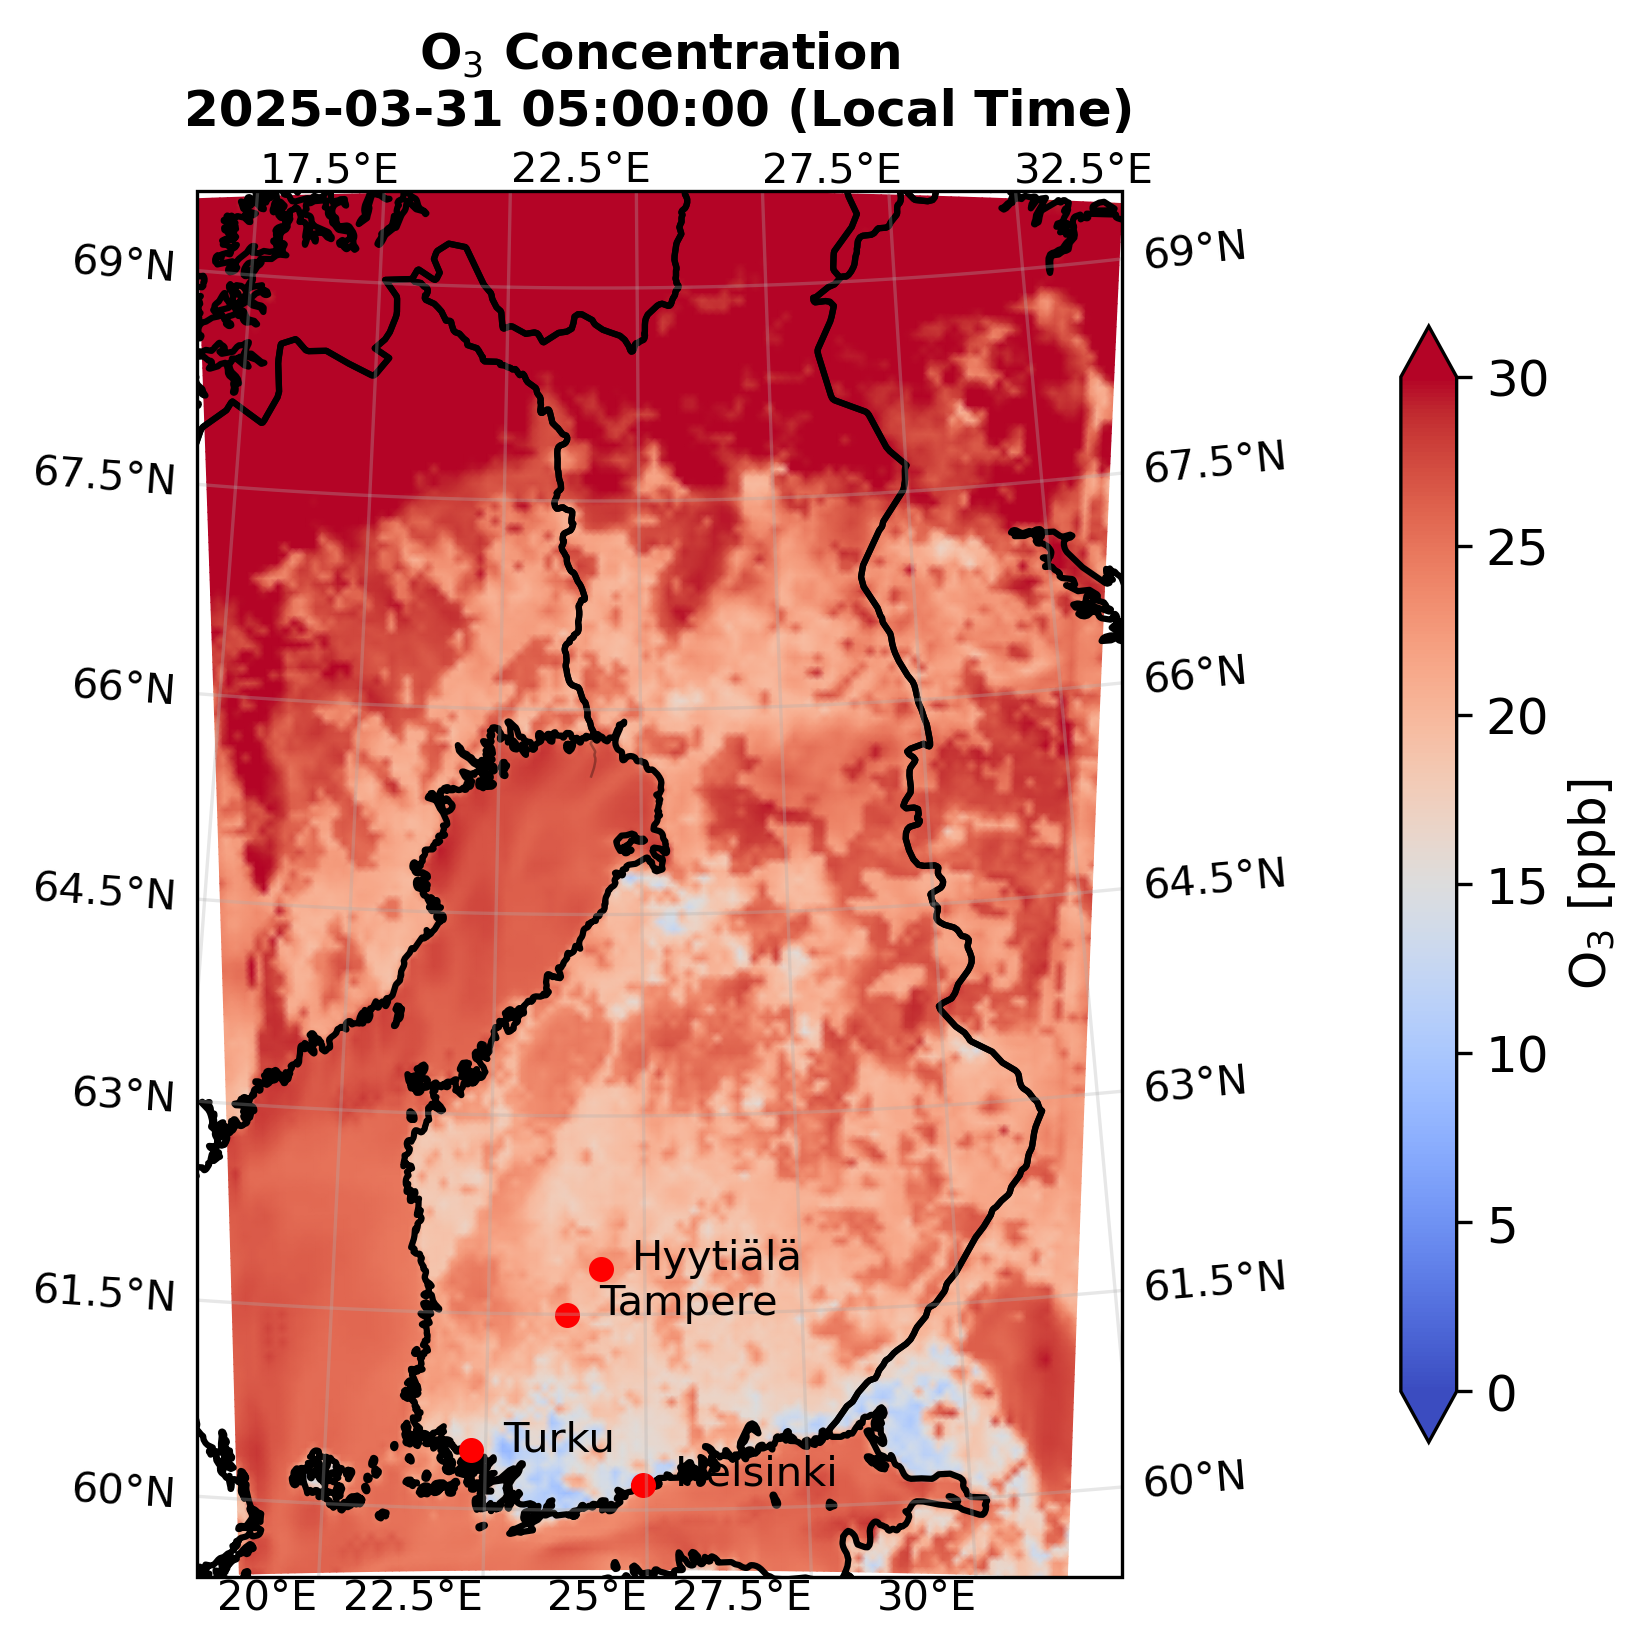 O₃ Concentration
2025-03-31 05:00:00 (Local Time)
17.5°E 22.5°E 27.5°E 32.5°E
69°N 69°N
67.5°N 67.5°N
66°N 66°N
64.5°N 64.5°N
63°N 63°N
61.5°N 61.5°N
60°N 60°N
Hyytiälä
Tampere
Turku
Helsinki
20°E 22.5°E 25°E 27.5°E 30°E
30
25
20
15
10
5
0
O₃ [ppb]